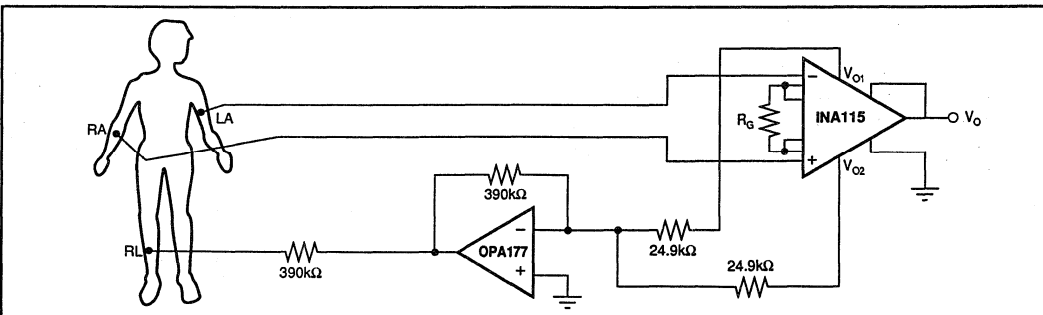 V_O1
−
LA
INA115
V_O
RA
R_G
+
V_O2
390kΩ
−
RL
OPA177
24.9kΩ
+
390kΩ
24.9kΩ